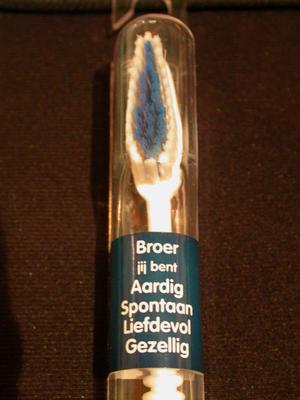 Broer
jij bent
Aardig
Spontaan
Liefdevol
Gezellig